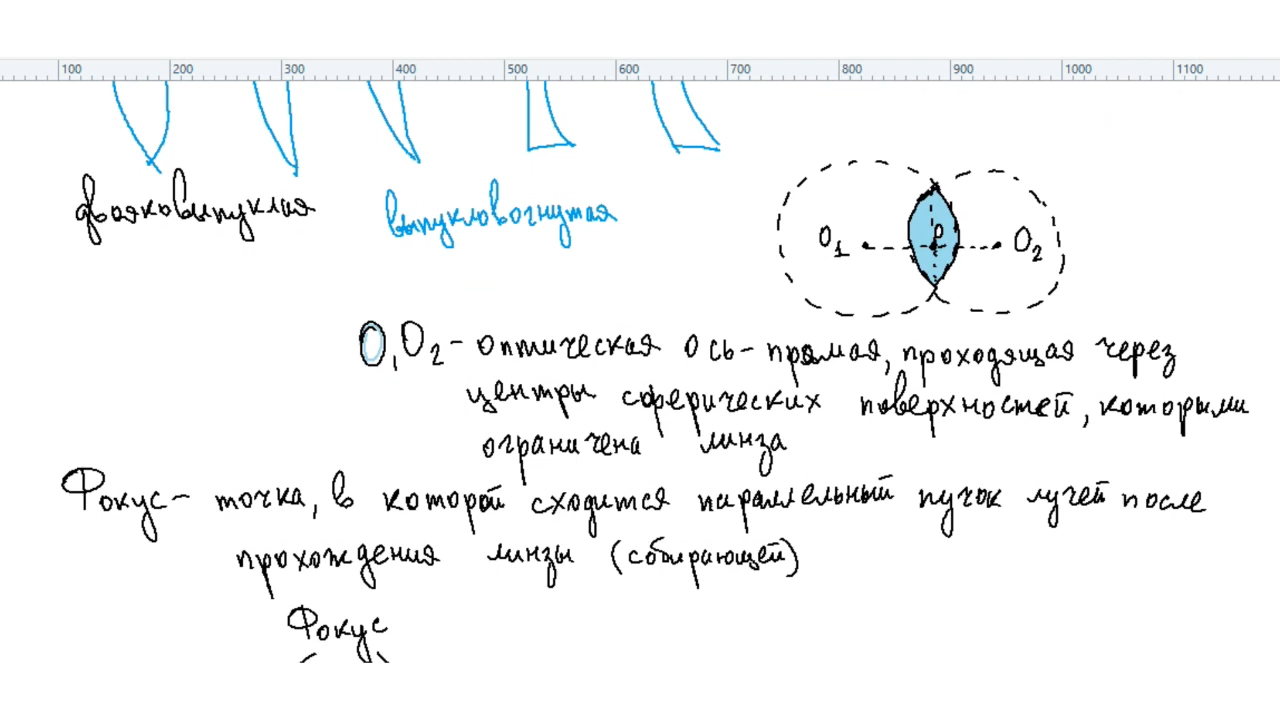 100 200 300 400 500 600 700 800 900 1000 1100
двояковыпуклая
выпукловогнутая
O1 O O2
O1O2 - оптическая ось - прямая, проходящая через
центры сферических поверхностей, которыми
ограничена линза
Фокус - точка, в которой сходится параллельный пучок лучей после
прохождения линзы (собирающей)
Фокус